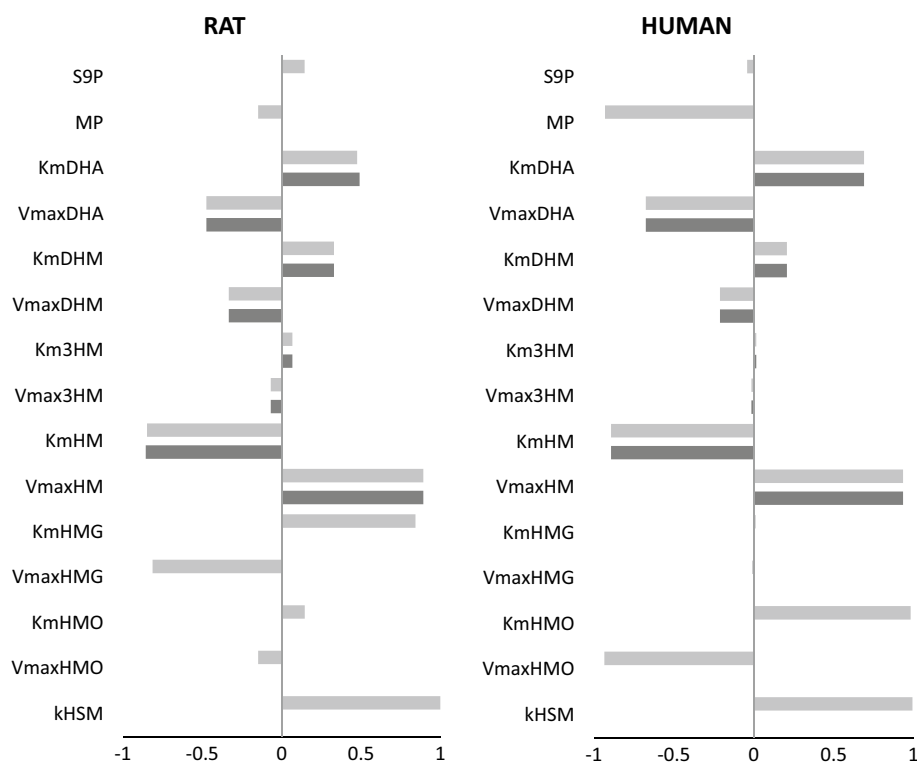 RAT
S9P
MP
KmDHA
VmaxDHA
KmDHM
VmaxDHM
Km3HM
Vmax3HM
KmHM
VmaxHM
KmHMG
VmaxHMG
KmHMO
VmaxHMO
kHSM
-1 -0.5 0 0.5 1
HUMAN
S9P
MP
KmDHA
VmaxDHA
KmDHM
VmaxDHM
Km3HM
Vmax3HM
KmHM
VmaxHM
KmHMG
VmaxHMG
KmHMO
VmaxHMO
kHSM
-1 -0.5 0 0.5 1